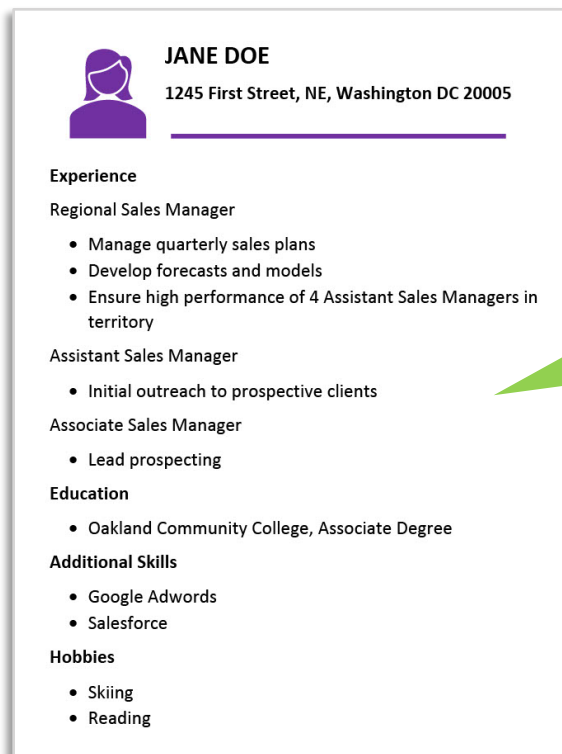 JANE DOE
1245 First Street, NE, Washington DC 20005
Experience
Regional Sales Manager
• Manage quarterly sales plans
• Develop forecasts and models
• Ensure high performance of 4 Assistant Sales Managers in
territory
Assistant Sales Manager
• Initial outreach to prospective clients
Associate Sales Manager
• Lead prospecting
Education
• Oakland Community College, Associate Degree
Additional Skills
• Google Adwords
• Salesforce
Hobbies
• Skiing
• Reading